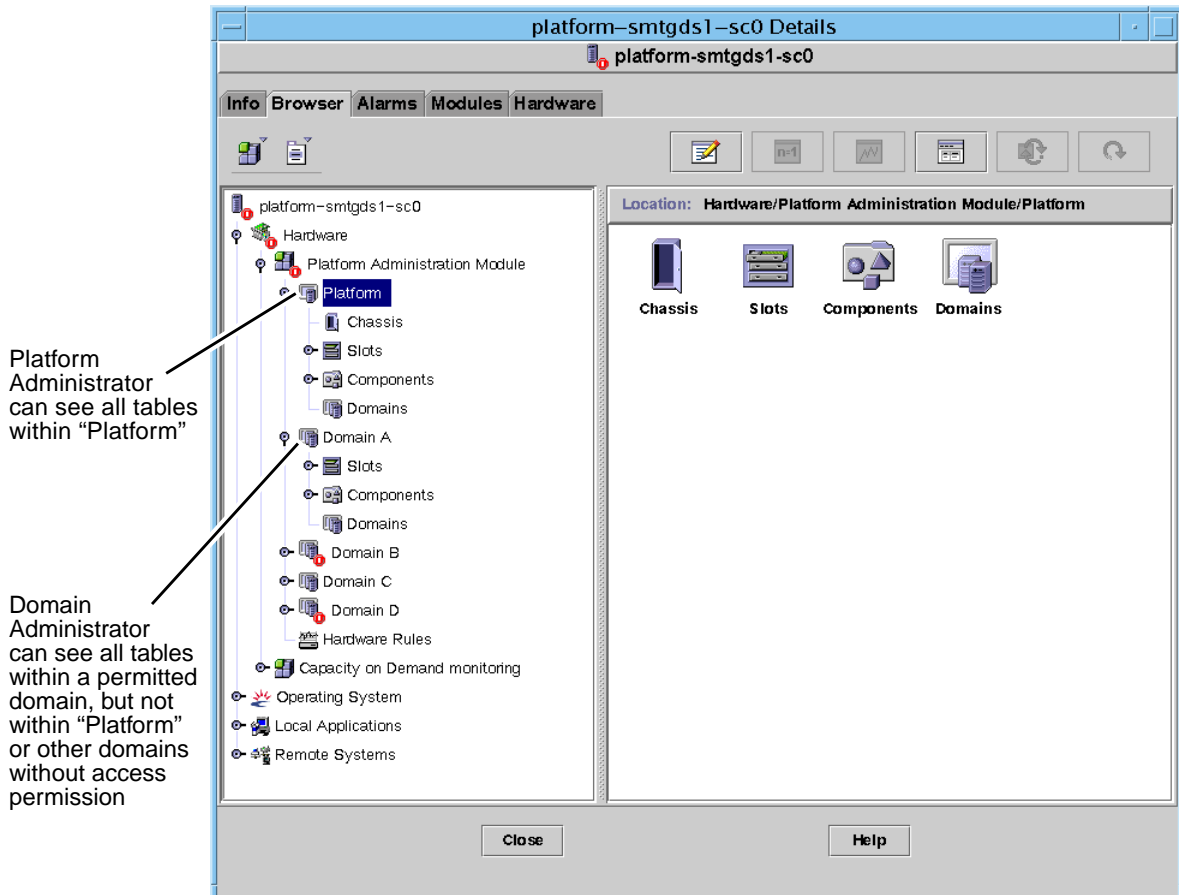 platform-smtgds1-sc0 Details
platform-smtgds1-sc0
Info Browser Alarms Modules Hardware
n=1
platform-smtgds1-sc0
Hardware
Platform Administration Module
Platform
Chassis
Slots
Components
Domains
Domain A
Slots
Components
Domains
Domain B
Domain C
Domain D
Hardware Rules
Capacity on Demand monitoring
Operating System
Local Applications
Remote Systems
Location: Hardware/Platform Administration Module/Platform
Chassis Slots Components Domains
Close Help
Platform
Administrator
can see all tables
within “Platform”
Domain
Administrator
can see all tables
within a permitted
domain, but not
within “Platform”
or other domains
without access
permission